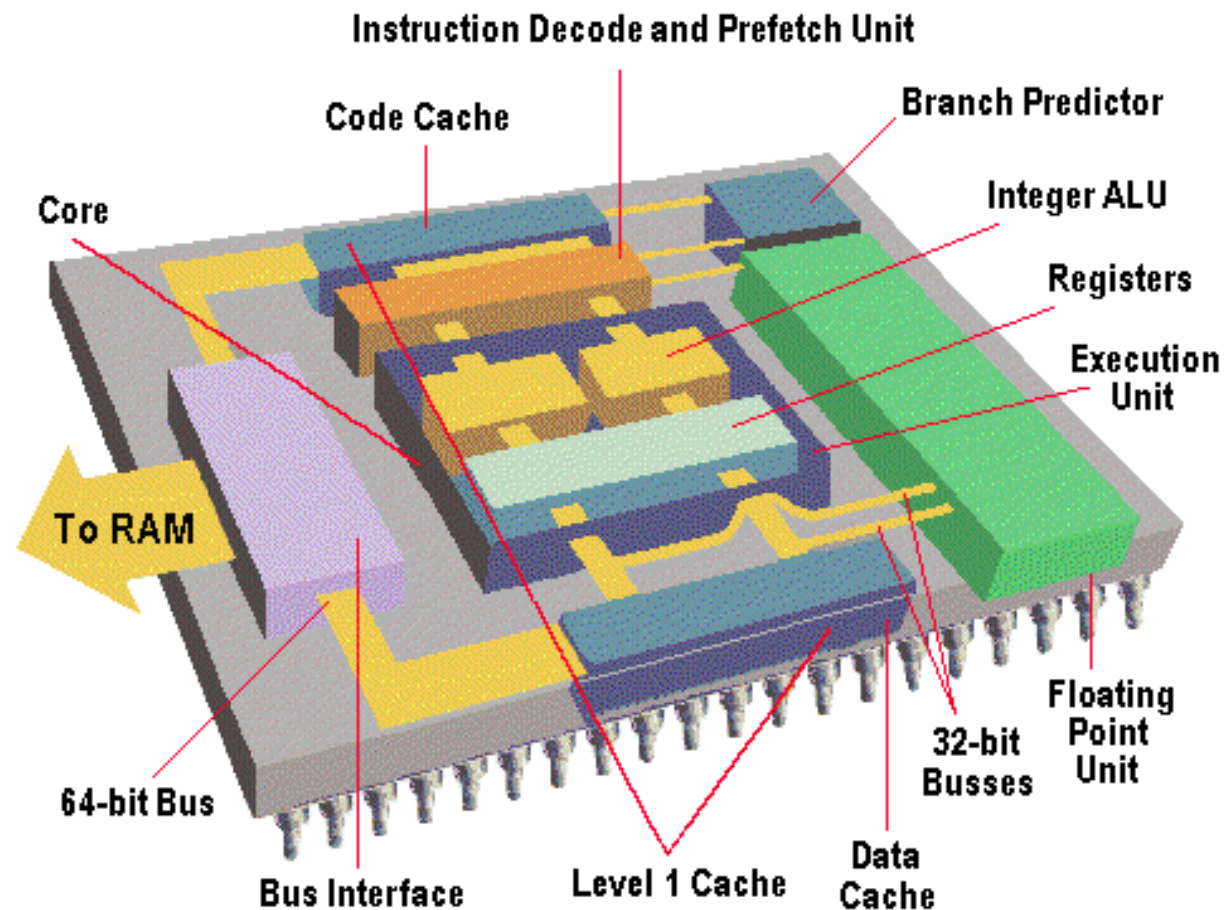 Instruction Decode and Prefetch Unit
Code Cache
Branch Predictor
Core
Integer ALU
Registers
Execution
Unit
To RAM
64-bit Bus
Bus Interface
Level 1 Cache
Data
Cache
32-bit
Busses
Floating
Point
Unit